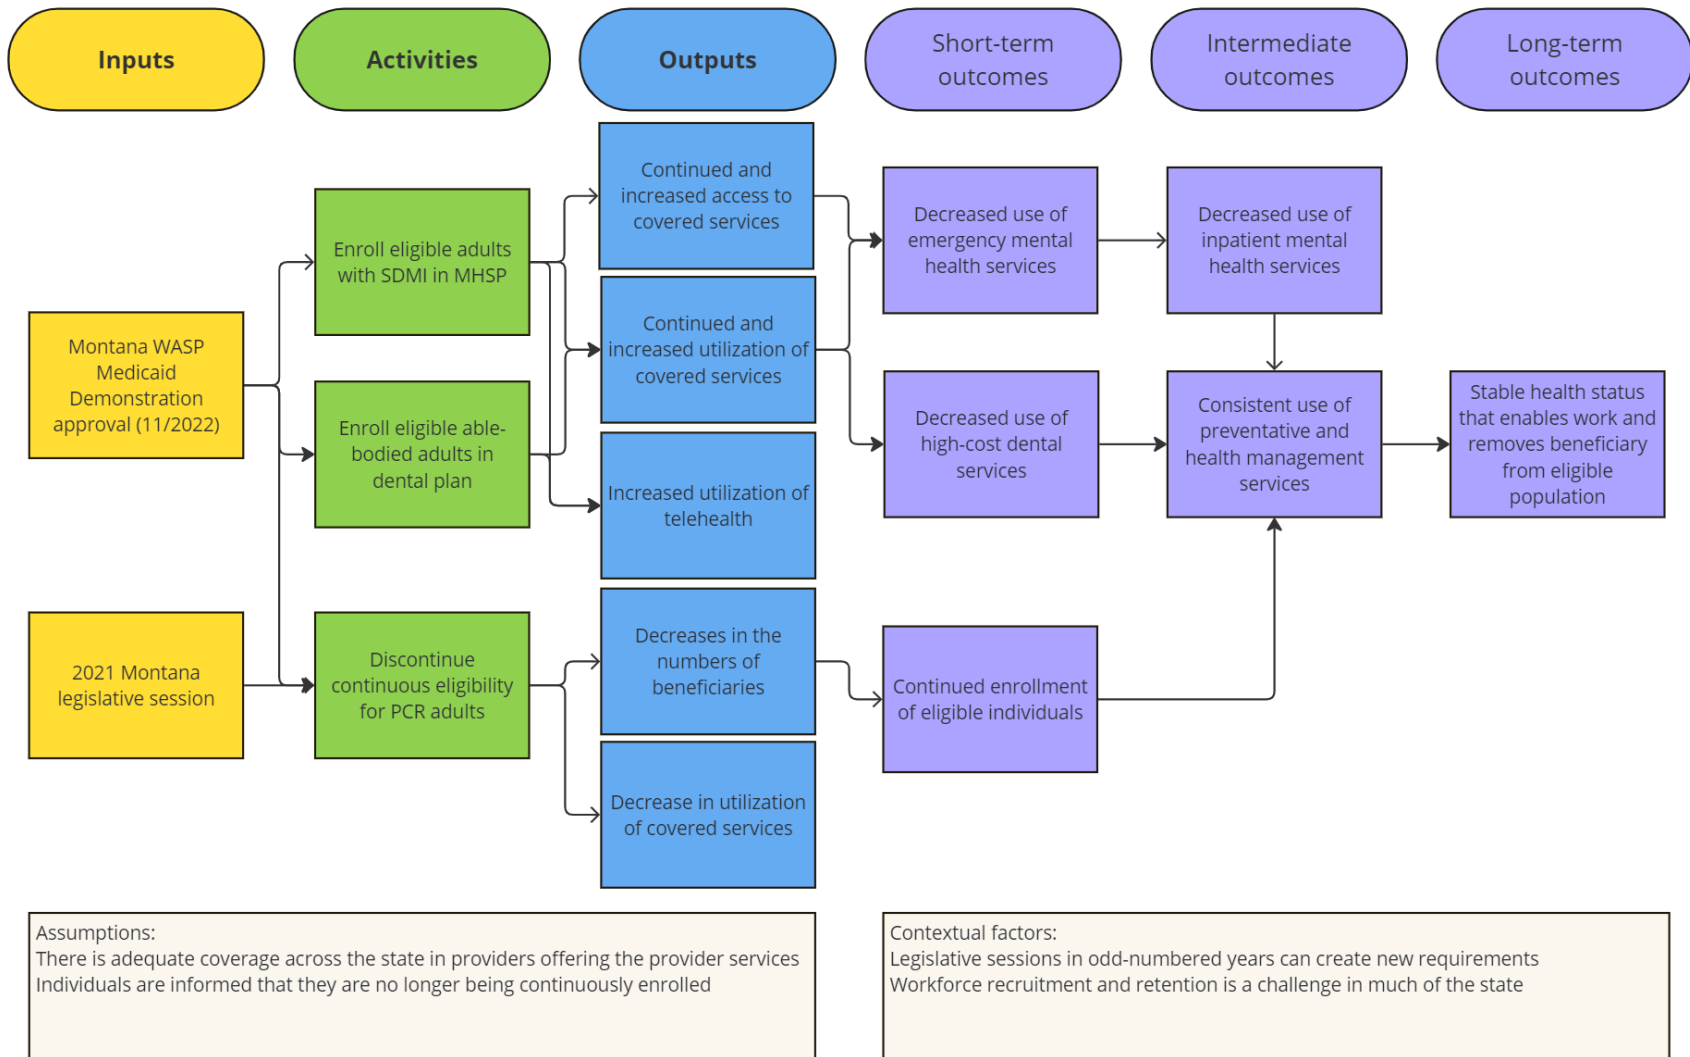 Inputs
Activities
Outputs
Short-term
outcomes
Intermediate
outcomes
Long-term
outcomes
Montana WASP
Medicaid
Demonstration
approval (11/2022)
2021 Montana
legislative session
Enroll eligible adults
with SDMI in MHSP
Enroll eligible able-
bodied adults in
dental plan
Discontinue
continuous eligibility
for PCR adults
Continued and
increased access to
covered services
Continued and
increased utilization of
covered services
Increased utilization of
telehealth
Decreases in the
numbers of
beneficiaries
Decrease in utilization
of covered services
Decreased use of
emergency mental
health services
Decreased use of
high-cost dental
services
Continued enrollment
of eligible individuals
Decreased use of
inpatient mental
health services
Consistent use of
preventative and
health management
services
Stable health status
that enables work and
removes beneficiary
from eligible
population
Assumptions:
There is adequate coverage across the state in providers offering the provider services
Individuals are informed that they are no longer being continuously enrolled
Contextual factors:
Legislative sessions in odd-numbered years can create new requirements
Workforce recruitment and retention is a challenge in much of the state